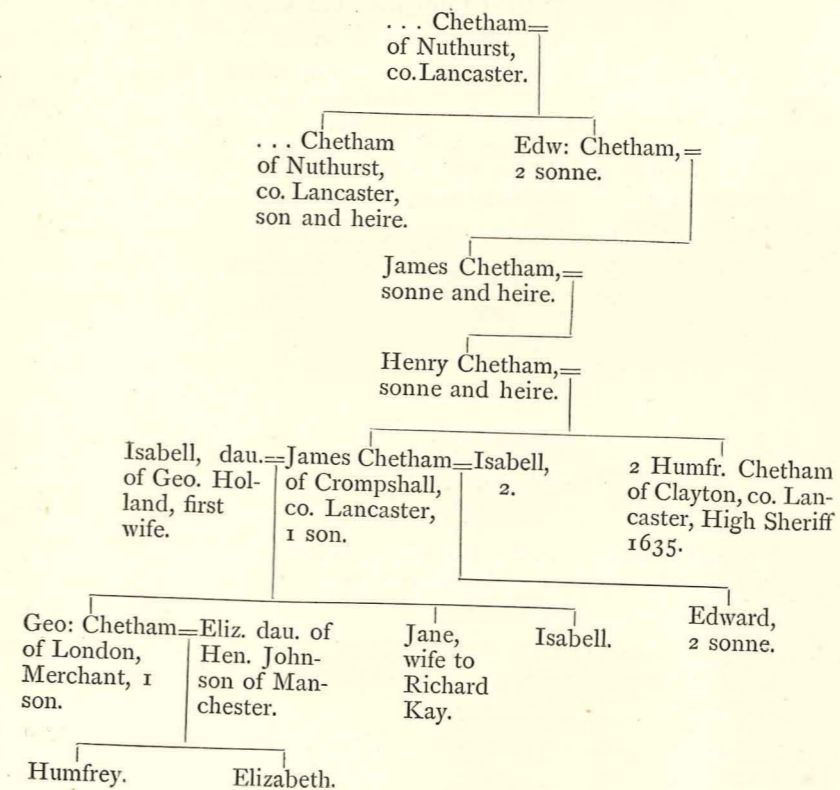 . . . Chetham=
of Nuthurst,
co.Lancaster.
. . . Chetham
of Nuthurst,
co. Lancaster,
son and heire.
Edw: Chetham,=
2 sonne.
James Chetham,=
sonne and heire.
Henry Chetham,=
sonne and heire.
Isabell, dau.=
of Geo. Hol-
land, first
wife.
James Chetham=
of Crompshall,
co. Lancaster,
1 son.
Isabell,
2.
2 Humfr. Chetham
of Clayton, co. Lan-
caster, High Sheriff
1635.
Geo: Chetham=
of London,
Merchant, 1
son.
Eliz. dau. of
Hen. John-
son of Man-
chester.
Jane,
wife to
Richard
Kay.
Isabell.
Edward,
2 sonne.
Humfrey.
Elizabeth.